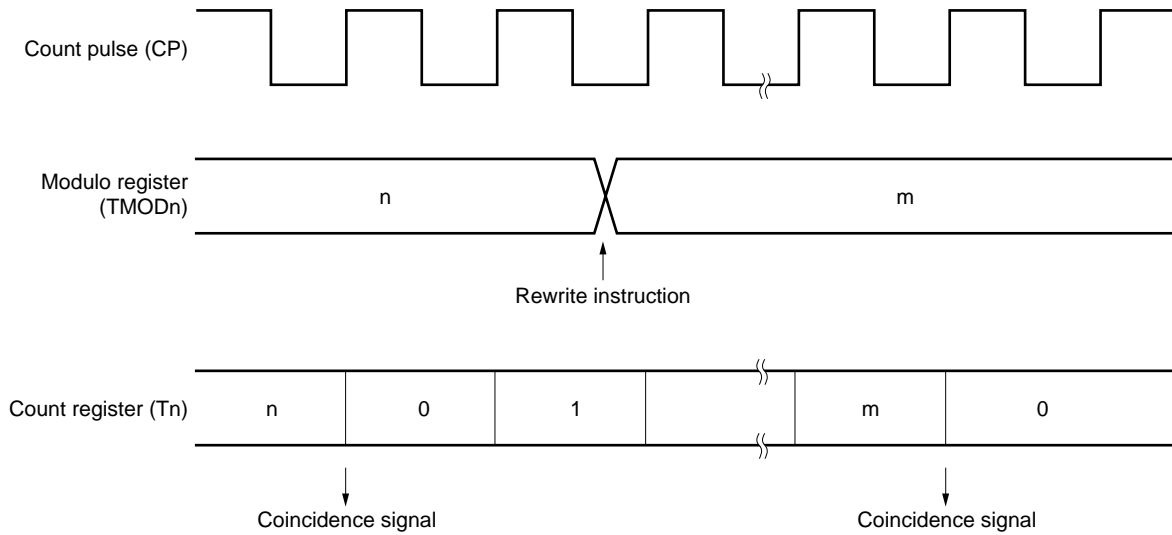 Count pulse (CP)
Modulo register
(TMODn)
n
m
Rewrite instruction
Count register (Tn)
n
0
1
m
0
Coincidence signal
Coincidence signal